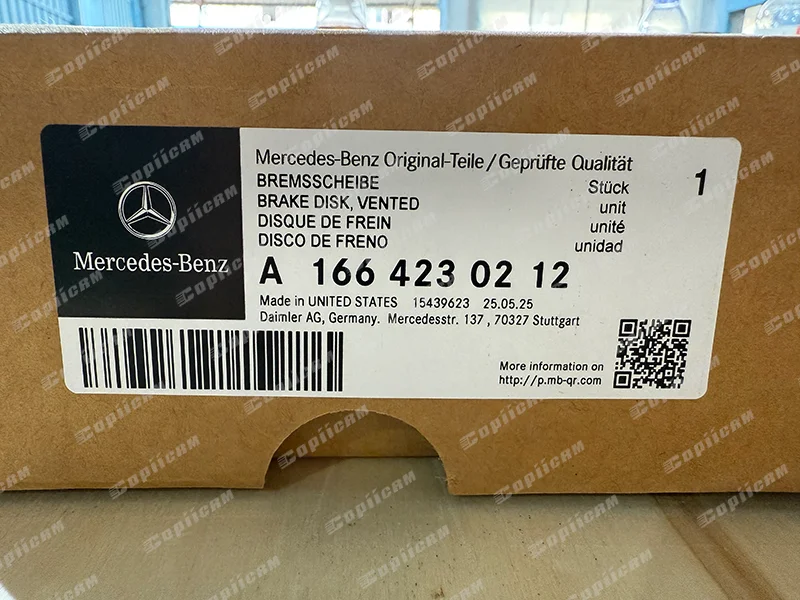 Mercedes-Benz
Mercedes-Benz Original-Teile/Geprüfte Qualität
BREMSSCHEIBE
BRAKE DISK, VENTED
DISQUE DE FREIN
DISCO DE FRENO
Stück
unit
unité
unidad
1
A 166 423 02 12
Made in UNITED STATES 15439623 25.05.25
Daimler AG, Germany. Mercedesstr. 137 , 70327 Stuttgart
More information on
http://p.mb-qr.com
Copiicam